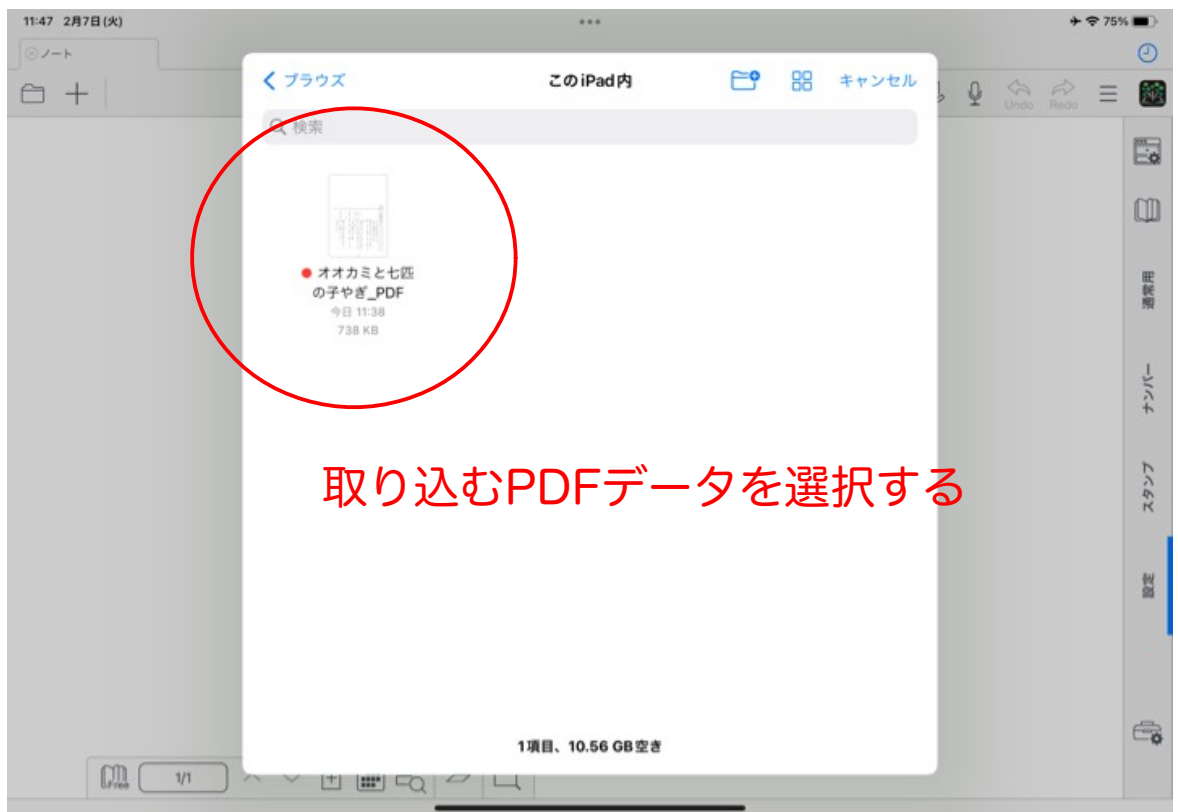 11:47 2月7日(火)
75%
ノート
ブラウズ
このiPad内
キャンセル
Undo
Redo
検索
オオカミと七匹
の子やぎ_PDF
今日 11:38
738 KB
取り込むPDFデータを選択する
通常用
ナンバー
スタンプ
設定
1項目、10.56 GB空き
Free
1/1